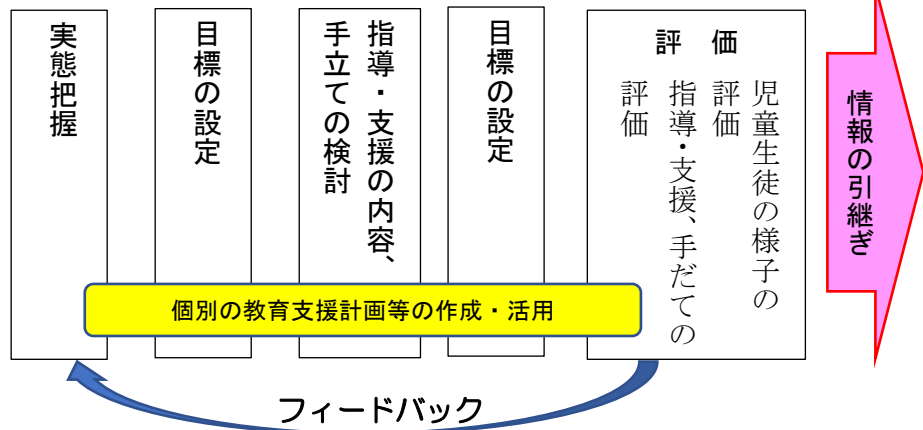 実態把握
目標の設定
指導・支援の内容、
手立ての検討
目標の設定
評　価
児童生徒の様子の
評価
指導・支援、手だての
評価
情報の引継ぎ
個別の教育支援計画等の作成・活用
フィードバック